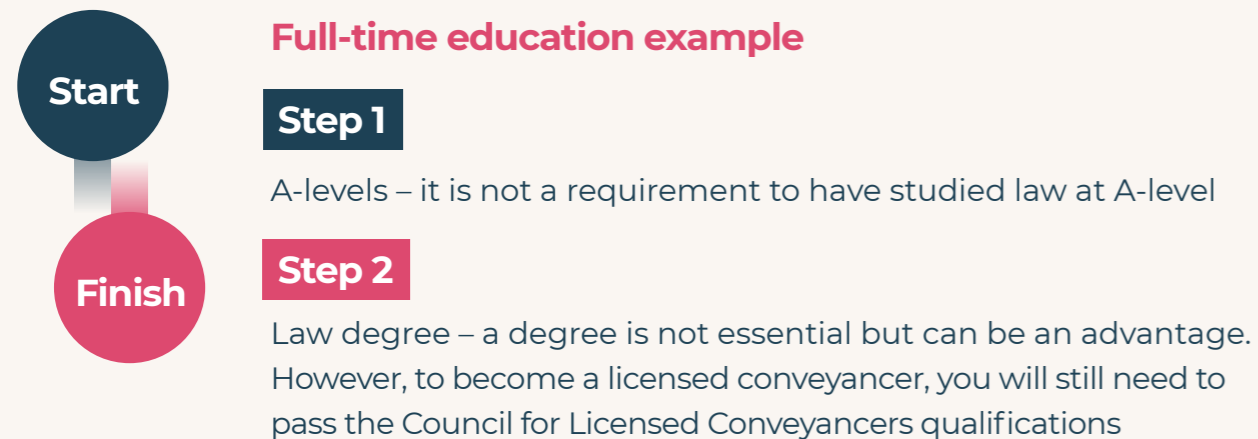 Start
Full-time education example
Step 1
A-levels – it is not a requirement to have studied law at A-level
Finish
Step 2
Law degree – a degree is not essential but can be an advantage.
However, to become a licensed conveyancer, you will still need to
pass the Council for Licensed Conveyancers qualifications